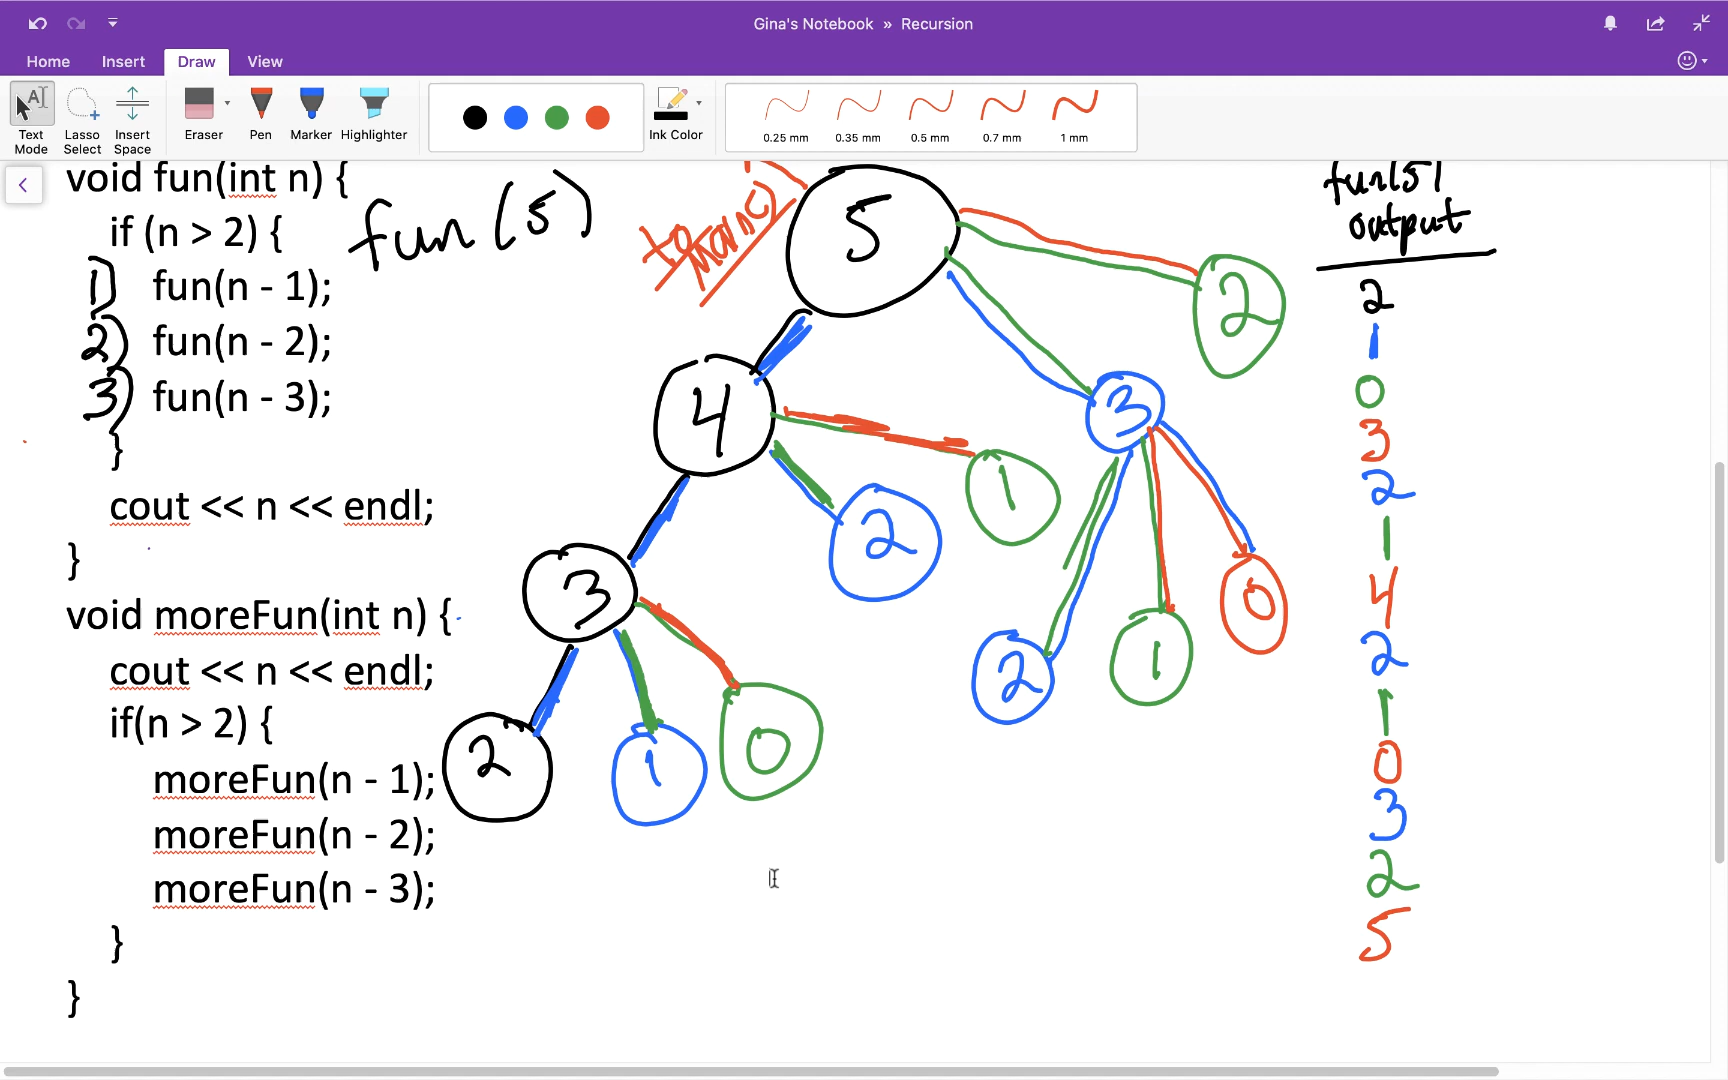 Gina's Notebook » Recursion
Home Insert Draw View
Text Mode
Lasso Select
Insert Space
Eraser
Pen
Marker
Highlighter
Ink Color
0.25 mm
0.35 mm
0.5 mm
0.7 mm
1 mm
void fun(int n) {
if (n > 2) {
1) fun(n - 1);
2) fun(n - 2);
3) fun(n - 3);
}
cout << n << endl;
}
void moreFun(int n) {
cout << n << endl;
if(n > 2) {
moreFun(n - 1);
moreFun(n - 2);
moreFun(n - 3);
}
}
fun(5)
to main()
5
2
4
3
1
2
3
0
2
1
2
1
0
fun(5)
output
2
1
0
3
2
1
4
2
1
0
3
2
5